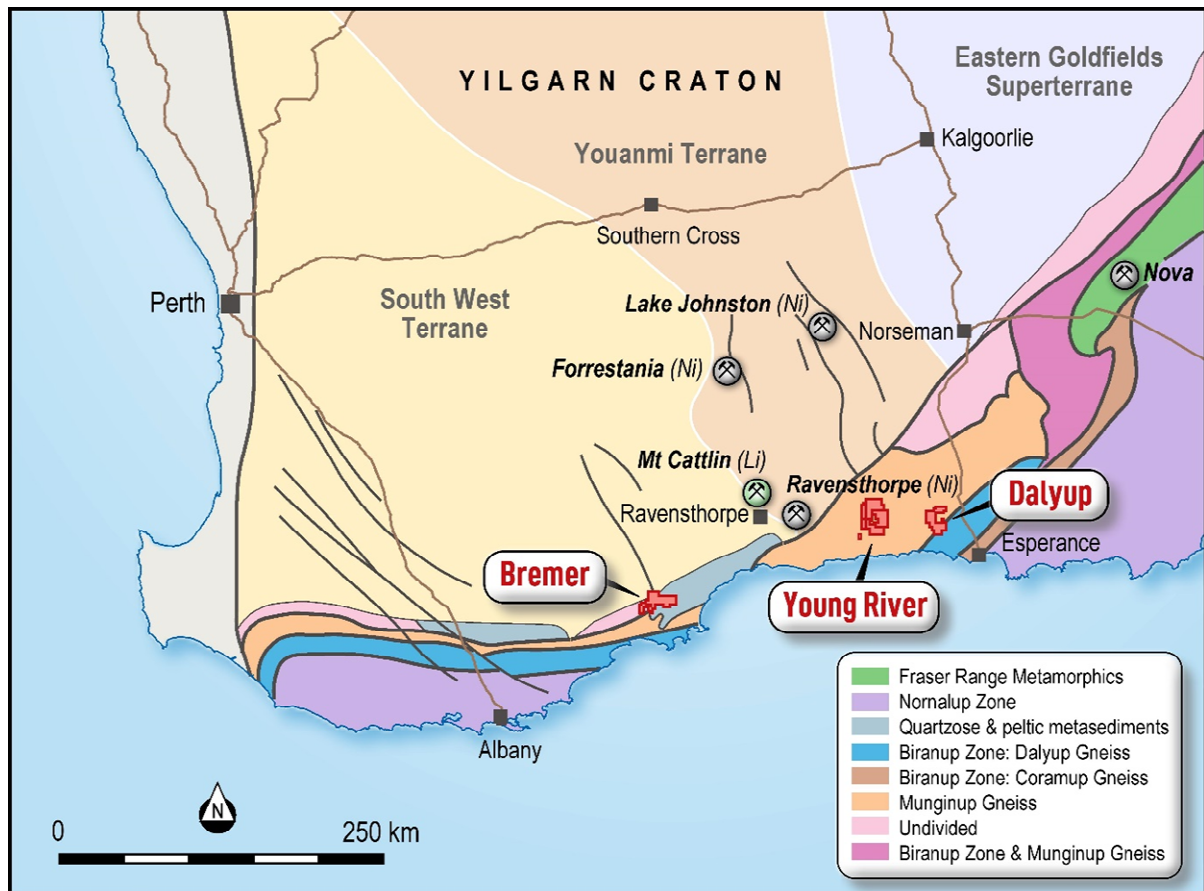 YILGARN CRATON
Eastern Goldfields
Superterrane
Youanmi Terrane
Kalgoorlie
Southern Cross
Nova
Perth
South West
Terrane
Lake Johnston (Ni)
Norseman
Forrestania (Ni)
Mt Cattlin (Li)
Ravensthorpe (Ni)
Ravensthorpe
Dalyup
Esperance
Bremer
Young River
Albany
N
0 250 km
Fraser Range Metamorphics
Nornalup Zone
Quartzose & peltic metasediments
Biranup Zone: Dalyup Gneiss
Biranup Zone: Coramup Gneiss
Munginup Gneiss
Undivided
Biranup Zone & Munginup Gneiss